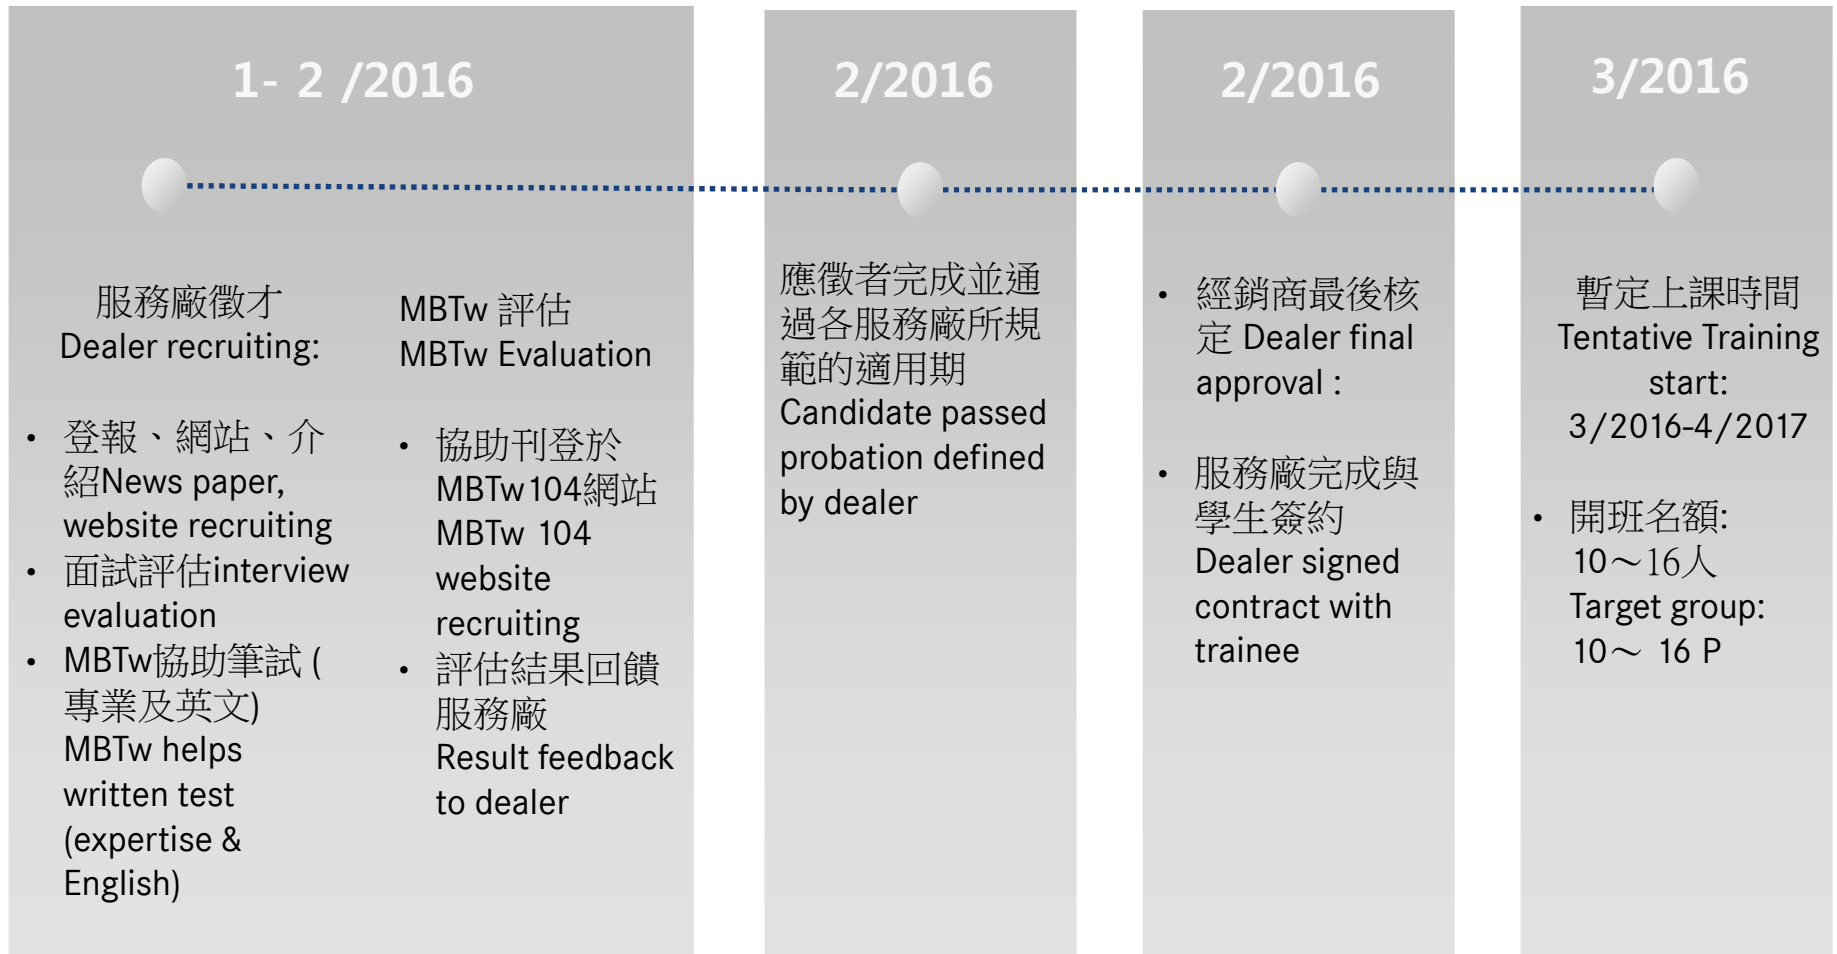 1- 2 /2016
服務廠徵才
Dealer recruiting:
• 登報、網站、介
紹News paper,
website recruiting
• 面試評估interview
evaluation
• MBTw協助筆試 (
專業及英文)
MBTw helps
written test
(expertise &
English)
MBTw 評估
MBTw Evaluation
• 協助刊登於
MBTw104網站
MBTw 104
website
recruiting
• 評估結果回饋
服務廠
Result feedback
to dealer
2/2016
應徵者完成並通
過各服務廠所規
範的適用期
Candidate passed
probation defined
by dealer
2/2016
• 經銷商最後核
定 Dealer final
approval :
• 服務廠完成與
學生簽約
Dealer signed
contract with
trainee
3/2016
暫定上課時間
Tentative Training
start:
3/2016-4/2017
• 開班名額:
10～16人
Target group:
10～ 16 P